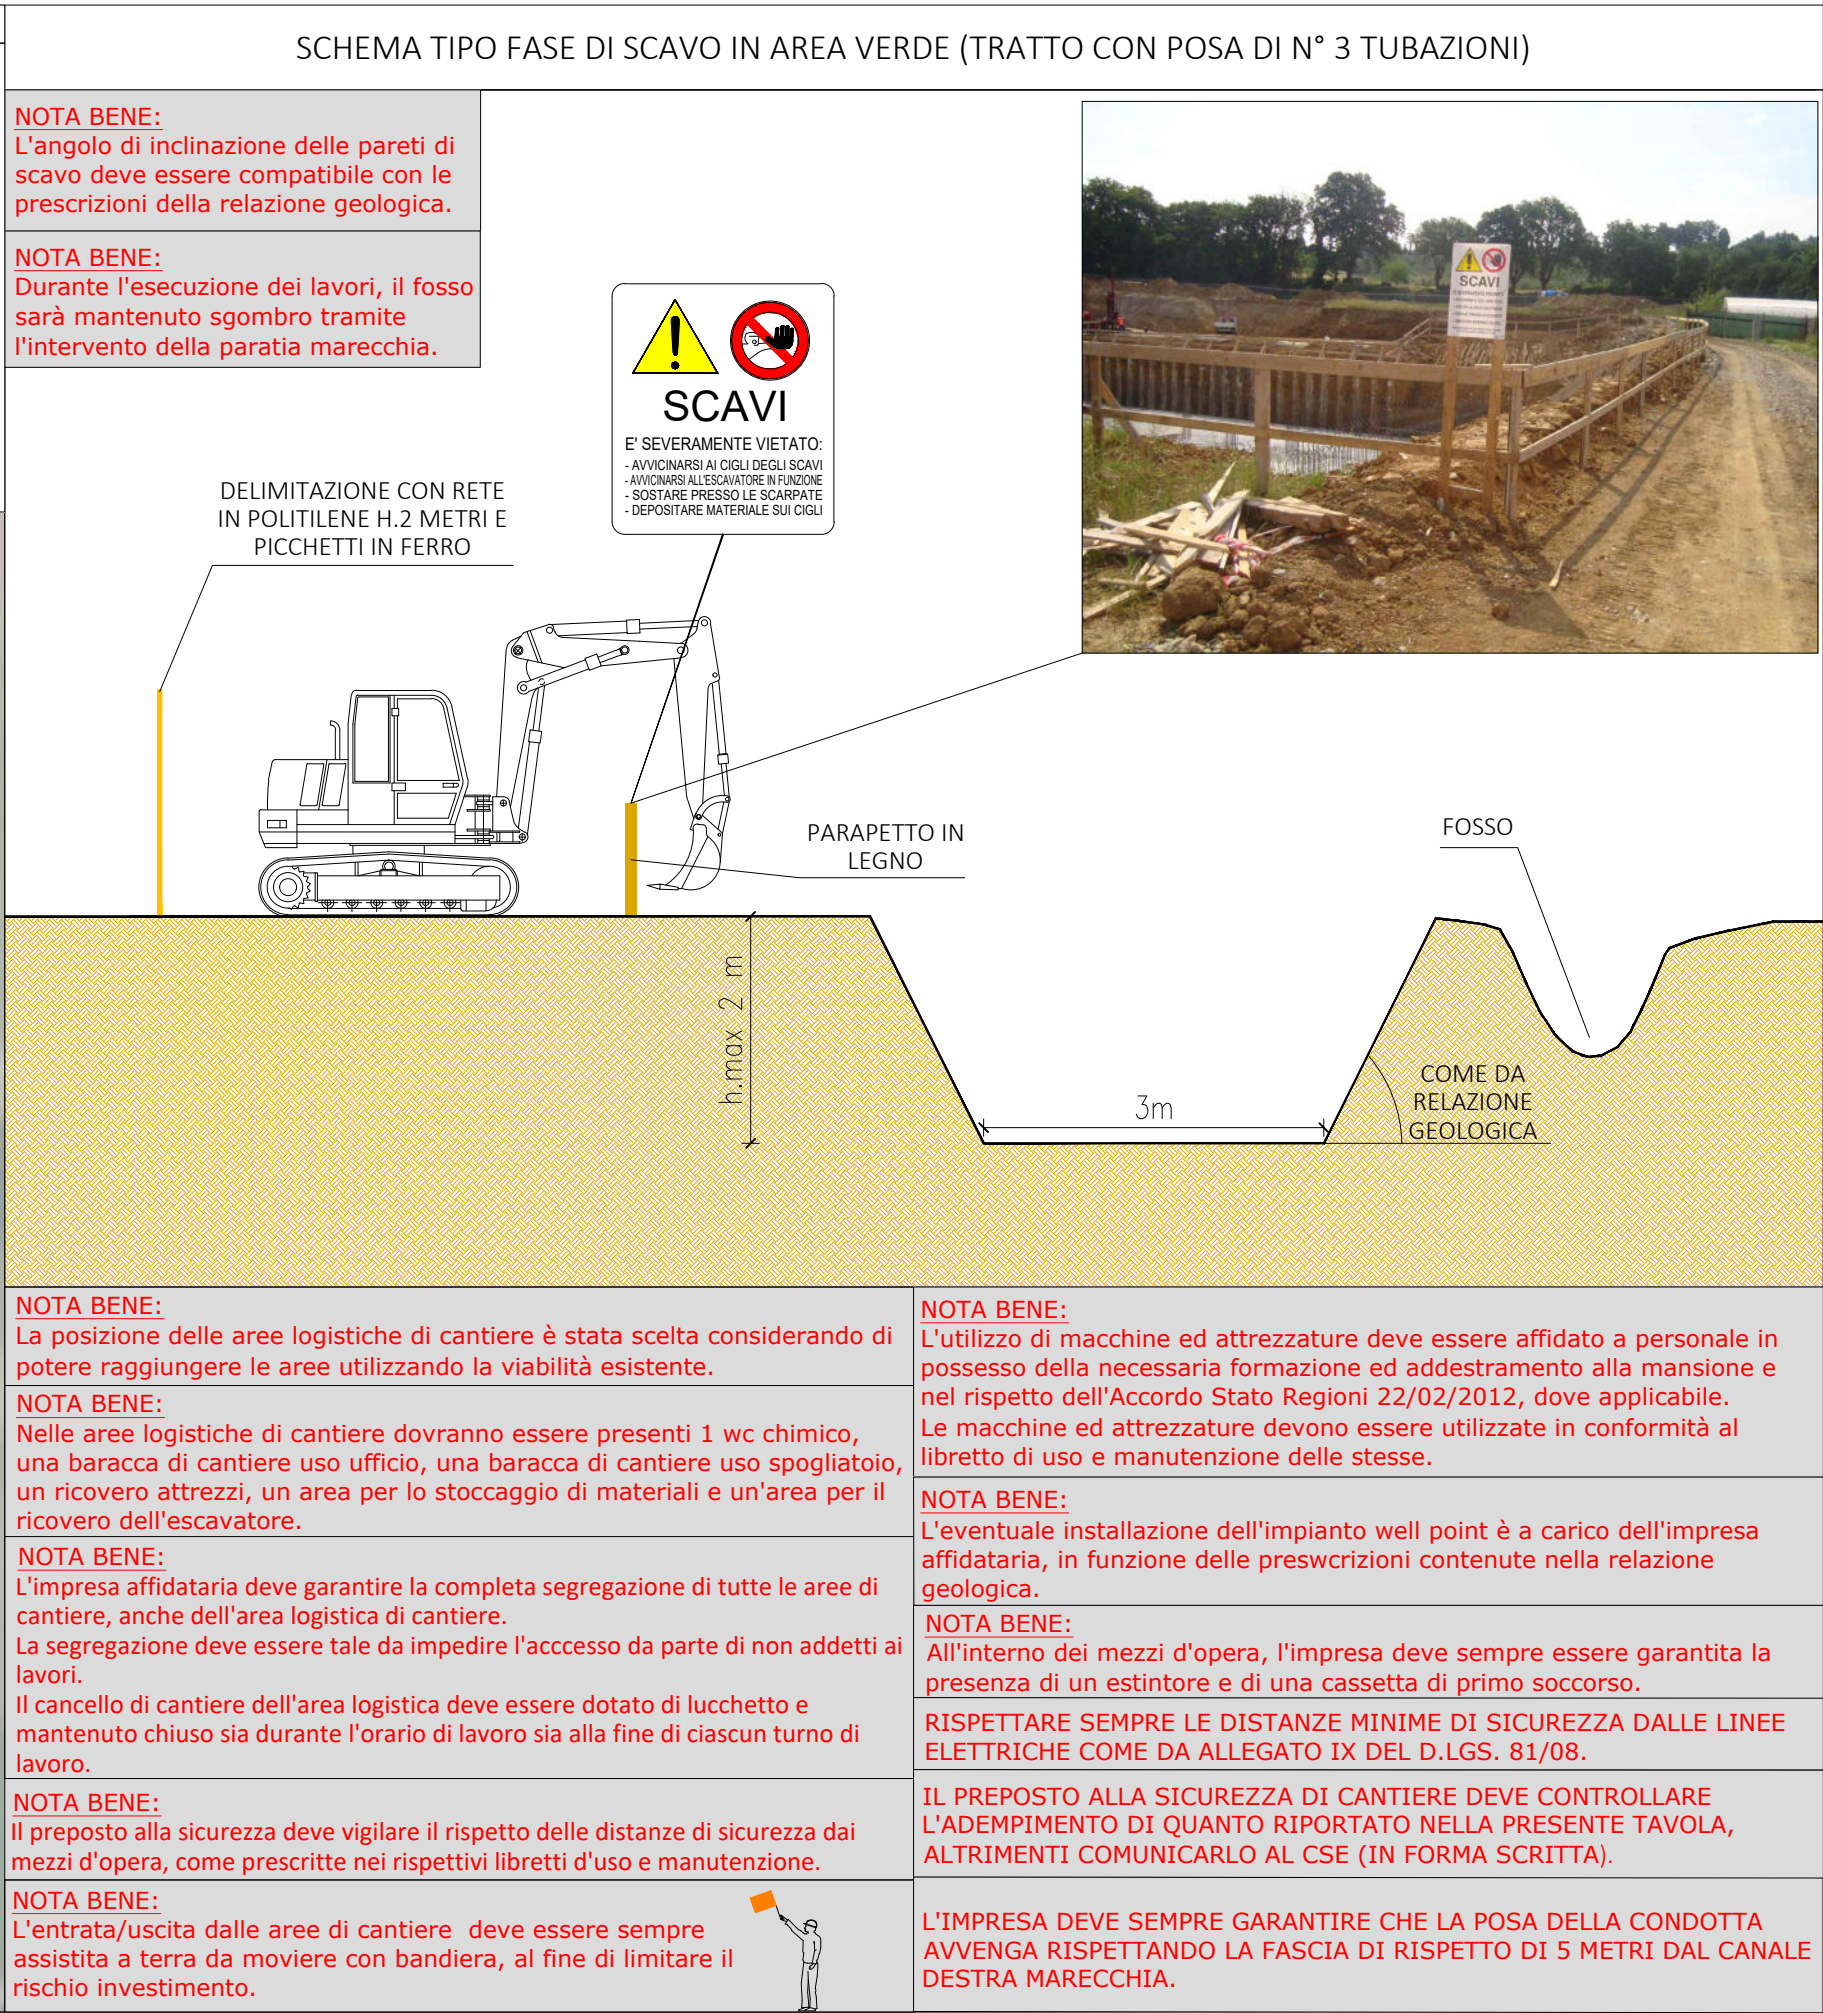 SCHEMA TIPO FASE DI SCAVO IN AREA VERDE (TRATTO CON POSA DI N° 3 TUBAZIONI)
NOTA BENE:
L'angolo di inclinazione delle pareti di
scavo deve essere compatibile con le
prescrizioni della relazione geologica.
NOTA BENE:
Durante l'esecuzione dei lavori, il fosso
sarà mantenuto sgombro tramite
l'intervento della paratia marecchia.
SCAVI
E' SEVERAMENTE VIETATO:
- AVVICINARSI AI CIGLI DEGLI SCAVI
- AVVICINARSI ALL'ESCAVATORE IN FUNZIONE
- SOSTARE PRESSO LE SCARPATE
- DEPOSITARE MATERIALE SUI CIGLI
SCAVI
DELIMITAZIONE CON RETE
IN POLITILENE H.2 METRI E
PICCHETTI IN FERRO
PARAPETTO IN
LEGNO
FOSSO
h.max 2 m
3m
COME DA
RELAZIONE
GEOLOGICA
NOTA BENE:
La posizione delle aree logistiche di cantiere è stata scelta considerando di
potere raggiungere le aree utilizzando la viabilità esistente.
NOTA BENE:
Nelle aree logistiche di cantiere dovranno essere presenti 1 wc chimico,
una baracca di cantiere uso ufficio, una baracca di cantiere uso spogliatoio,
un ricovero attrezzi, un area per lo stoccaggio di materiali e un'area per il
ricovero dell'escavatore.
NOTA BENE:
L'impresa affidataria deve garantire la completa segregazione di tutte le aree di
cantiere, anche dell'area logistica di cantiere.
La segregazione deve essere tale da impedire l'acccesso da parte di non addetti ai
lavori.
Il cancello di cantiere dell'area logistica deve essere dotato di lucchetto e
mantenuto chiuso sia durante l'orario di lavoro sia alla fine di ciascun turno di
lavoro.
NOTA BENE:
Il preposto alla sicurezza deve vigilare il rispetto delle distanze di sicurezza dai
mezzi d'opera, come prescritte nei rispettivi libretti d'uso e manutenzione.
NOTA BENE:
L'entrata/uscita dalle aree di cantiere deve essere sempre
assistita a terra da moviere con bandiera, al fine di limitare il
rischio investimento.
NOTA BENE:
L'utilizzo di macchine ed attrezzature deve essere affidato a personale in
possesso della necessaria formazione ed addestramento alla mansione e
nel rispetto dell'Accordo Stato Regioni 22/02/2012, dove applicabile.
Le macchine ed attrezzature devono essere utilizzate in conformità al
libretto di uso e manutenzione delle stesse.
NOTA BENE:
L'eventuale installazione dell'impianto well point è a carico dell'impresa
affidataria, in funzione delle preswcrizioni contenute nella relazione
geologica.
NOTA BENE:
All'interno dei mezzi d'opera, l'impresa deve sempre essere garantita la
presenza di un estintore e di una cassetta di primo soccorso.
RISPETTARE SEMPRE LE DISTANZE MINIME DI SICUREZZA DALLE LINEE
ELETTRICHE COME DA ALLEGATO IX DEL D.LGS. 81/08.
IL PREPOSTO ALLA SICUREZZA DI CANTIERE DEVE CONTROLLARE
L'ADEMPIMENTO DI QUANTO RIPORTATO NELLA PRESENTE TAVOLA,
ALTRIMENTI COMUNICARLO AL CSE (IN FORMA SCRITTA).
L'IMPRESA DEVE SEMPRE GARANTIRE CHE LA POSA DELLA CONDOTTA
AVVENGA RISPETTANDO LA FASCIA DI RISPETTO DI 5 METRI DAL CANALE
DESTRA MARECCHIA.